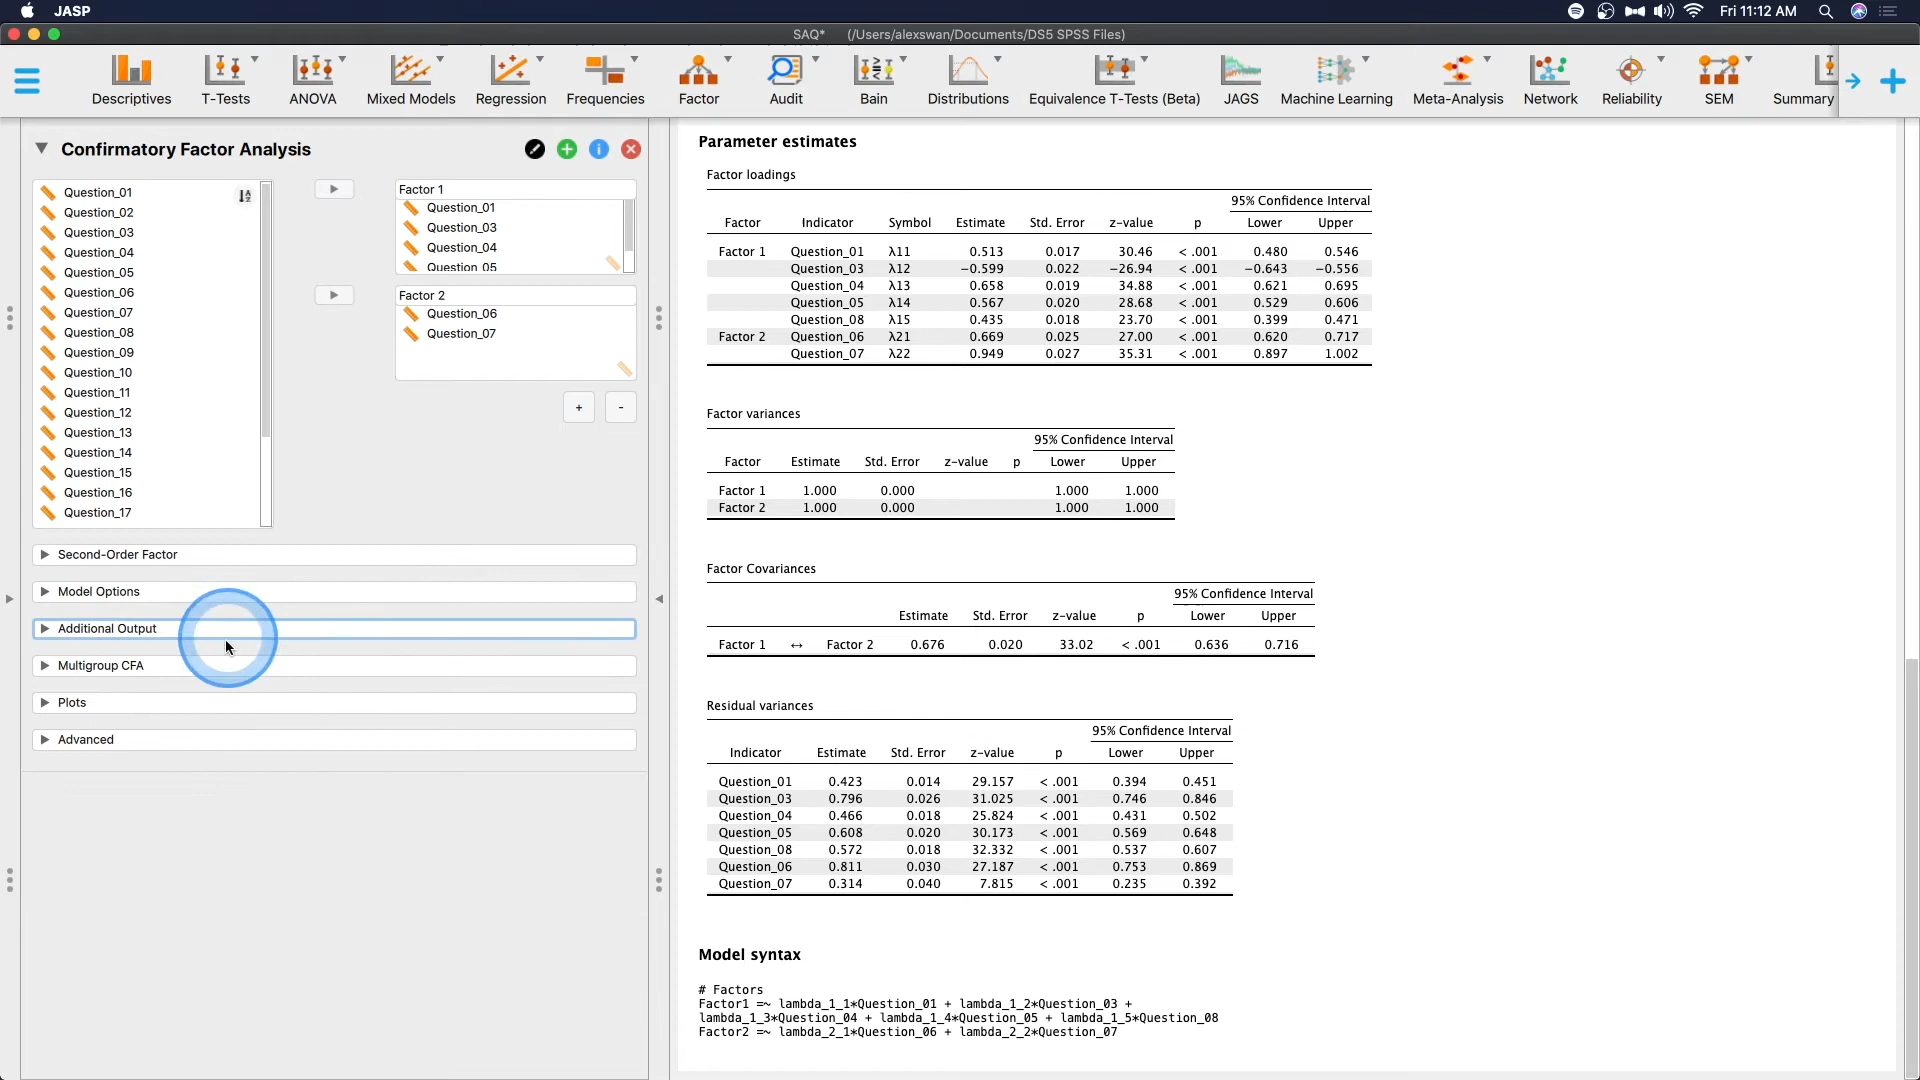 JASP
Fri 11:12 AM
SAQ* (/Users/alexswan/Documents/DS5 SPSS Files)
Descriptives T-Tests ANOVA Mixed Models Regression Frequencies Factor Audit Bain Distributions Equivalence T-Tests (Beta) JAGS Machine Learning Meta-Analysis Network Reliability SEM Summary
Confirmatory Factor Analysis
Question_01
Question_02
Question_03
Question_04
Question_05
Question_06
Question_07
Question_08
Question_09
Question_10
Question_11
Question_12
Question_13
Question_14
Question_15
Question_16
Question_17
Factor 1
Question_01
Question_03
Question_04
Question_05
Factor 2
Question_06
Question_07
+ -
Second-Order Factor
Model Options
Additional Output
Multigroup CFA
Plots
Advanced
Parameter estimates
Factor loadings
95% Confidence Interval
Factor Indicator Symbol Estimate Std. Error z-value p Lower Upper
Factor 1 Question_01 λ11 0.513 0.017 30.46 < .001 0.480 0.546
Question_03 λ12 −0.599 0.022 −26.94 < .001 −0.643 −0.556
Question_04 λ13 0.658 0.019 34.88 < .001 0.621 0.695
Question_05 λ14 0.567 0.020 28.68 < .001 0.529 0.606
Question_08 λ15 0.435 0.018 23.70 < .001 0.399 0.471
Factor 2 Question_06 λ21 0.669 0.025 27.00 < .001 0.620 0.717
Question_07 λ22 0.949 0.027 35.31 < .001 0.897 1.002
Factor variances
95% Confidence Interval
Factor Estimate Std. Error z-value p Lower Upper
Factor 1 1.000 0.000 1.000 1.000
Factor 2 1.000 0.000 1.000 1.000
Factor Covariances
95% Confidence Interval
Estimate Std. Error z-value p Lower Upper
Factor 1 ↔ Factor 2 0.676 0.020 33.02 < .001 0.636 0.716
Residual variances
95% Confidence Interval
Indicator Estimate Std. Error z-value p Lower Upper
Question_01 0.423 0.014 29.157 < .001 0.394 0.451
Question_03 0.796 0.026 31.025 < .001 0.746 0.846
Question_04 0.466 0.018 25.824 < .001 0.431 0.502
Question_05 0.608 0.020 30.173 < .001 0.569 0.648
Question_08 0.572 0.018 32.332 < .001 0.537 0.607
Question_06 0.811 0.030 27.187 < .001 0.753 0.869
Question_07 0.314 0.040 7.815 < .001 0.235 0.392
Model syntax
# Factors
Factor1 =~ lambda_1_1*Question_01 + lambda_1_2*Question_03 +
lambda_1_3*Question_04 + lambda_1_4*Question_05 + lambda_1_5*Question_08
Factor2 =~ lambda_2_1*Question_06 + lambda_2_2*Question_07